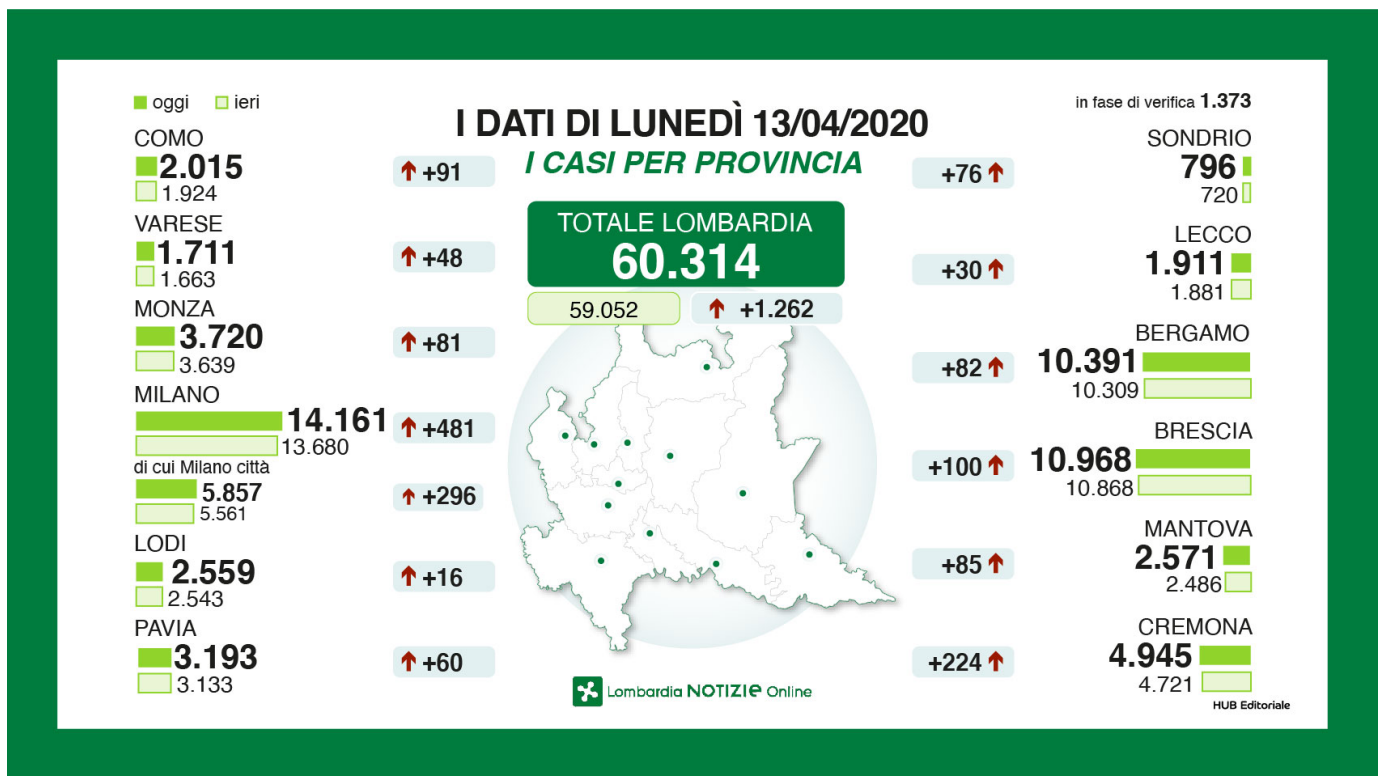 oggi ieri
I DATI DI LUNEDÌ 13/04/2020
I CASI PER PROVINCIA
TOTALE LOMBARDIA
60.314
59.052
+1.262
COMO
2.015
1.924
+91
VARESE
1.711
1.663
+48
MONZA
3.720
3.639
+81
MILANO
14.161
13.680
+481
di cui Milano città
5.857
5.561
+296
LODI
2.559
2.543
+16
PAVIA
3.193
3.133
+60
in fase di verifica 1.373
SONDRIO
+76
796
720
LECCO
+30
1.911
1.881
BERGAMO
+82
10.391
10.309
BRESCIA
+100
10.968
10.868
MANTOVA
+85
2.571
2.486
CREMONA
+224
4.945
4.721
Lombardia NOTIZIE Online
HUB Editoriale